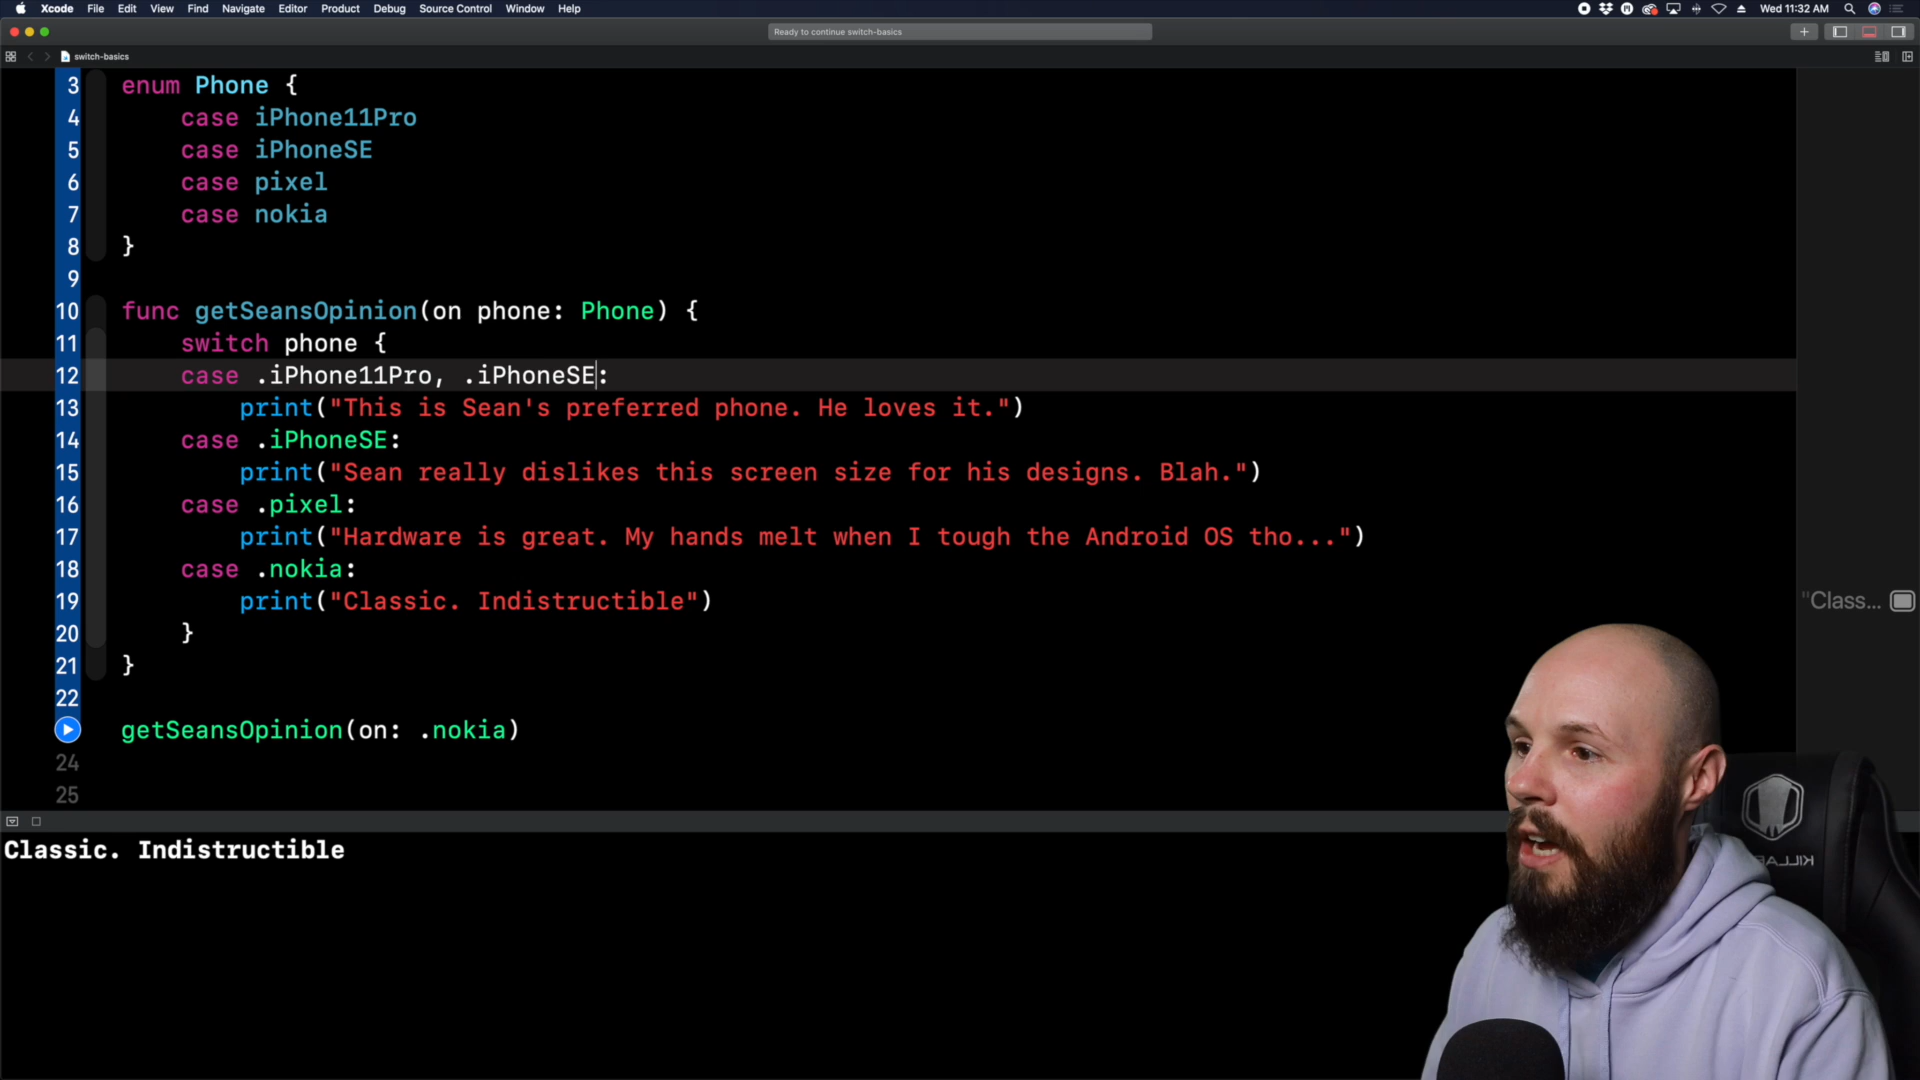 Xcode File Edit View Find Navigate Editor Product Debug Source Control Window Help Wed 11:32 AM
Ready to continue switch-basics
switch-basics
3 enum Phone {
4 case iPhone11Pro
5 case iPhoneSE
6 case pixel
7 case nokia
8 }
9
10 func getSeansOpinion(on phone: Phone) {
11 switch phone {
12 case .iPhone11Pro, .iPhoneSE:
13 print("This is Sean's preferred phone. He loves it.")
14 case .iPhoneSE:
15 print("Sean really dislikes this screen size for his designs. Blah.")
16 case .pixel:
17 print("Hardware is great. My hands melt when I tough the Android OS tho...")
18 case .nokia:
19 print("Classic. Indistructible") "Class...
20 }
21 }
22
getSeansOpinion(on: .nokia)
24
25
Classic. Indistructible